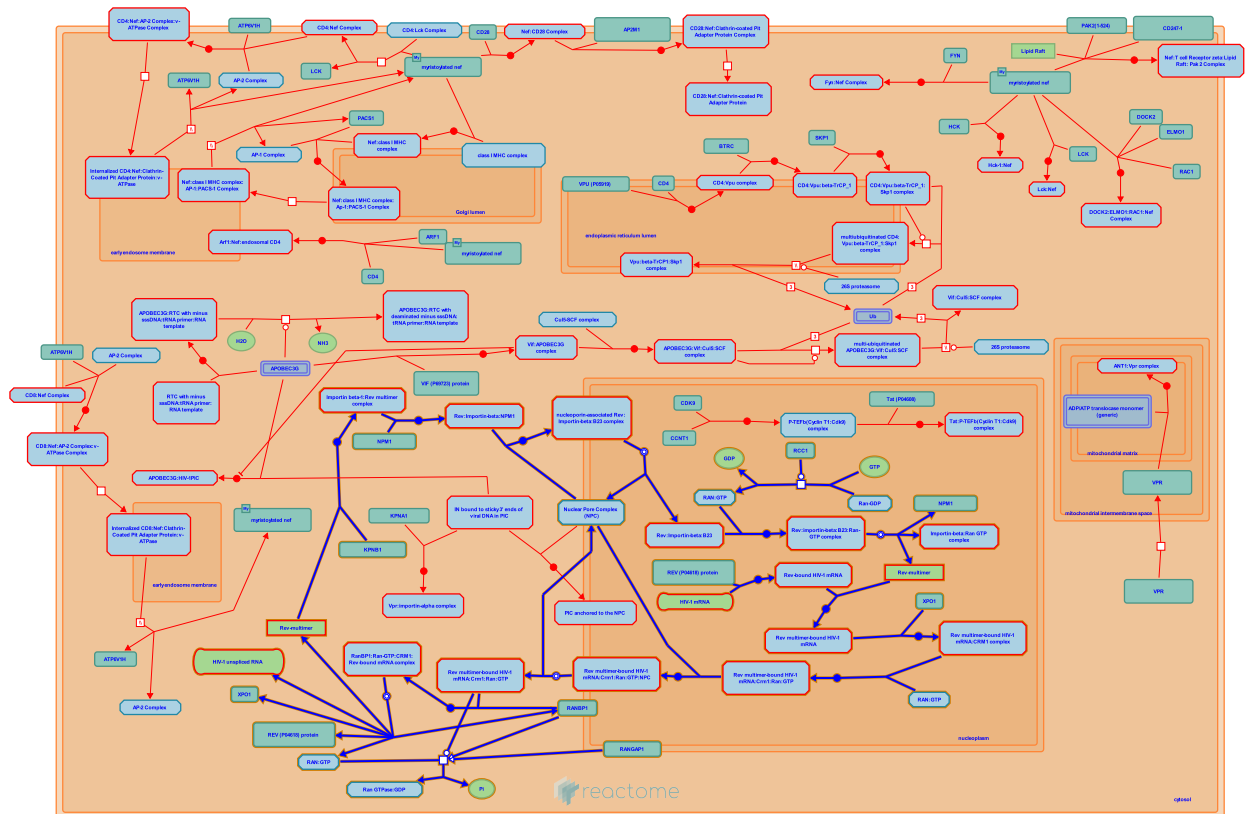 CD4:Nef:AP-2 Complex:v-
ATPase Complex
ATP6V1H
CD4:Nef Complex
CD4:Lck Complex
CD28
Nef:CD28 Complex
AP2M1
CD28:Nef:Clathrin-coated Pit
Adapter Protein Complex
PAK2(1-524)
CD247-1
Lipid Raft
Nef:T cell Receptor zeta:Lipid
Raft: Pak 2 Complex
FYN
Fyn:Nef Complex
My
myristoylated nef
LCK
My
myristoylated nef
ATP6V1H
AP-2 Complex
CD28:Nef:Clathrin-coated Pit
Adapter Protein
HCK
DOCK2
ELMO1
Hck-1:Nef
LCK
RAC1
Lck:Nef
DOCK2:ELMO1:RAC1:Nef
Complex
PACS1
AP-1 Complex
Nef:class I MHC
complex
class I MHC complex
Internalized CD4:Nef:Clathrin-
Coated Pit Adapter Protein:v-
ATPase
Nef:class I MHC complex:
AP-1:PACS-1 Complex
Nef:class I MHC complex:
Ap-1:PACS-1 Complex
Golgi lumen
early endosome membrane
Arf1:Nef:endosomal CD4
ARF1
My
myristoylated nef
CD4
BTRC
SKP1
VPU (P05919)
CD4
CD4:Vpu complex
CD4:Vpu:beta-TrCP_1
CD4:Vpu:beta-TrCP_1:
Skp1 complex
endoplasmic reticulum lumen
multiubiquitinated CD4:
Vpu:beta-TrCP_1:Skp1
complex
Vpu:beta-TrCP1:Skp1
complex
26S proteasome
3
3
Ub
Vif:Cul5:SCF complex
3
26S proteasome
Cul5-SCF complex
APOBEC3G:RTC with minus
sssDNA:tRNA primer:RNA
template
APOBEC3G:RTC with
deaminated minus sssDNA:
tRNA primer:RNA template
H2O
NH3
Vif:APOBEC3G
complex
APOBEC3G:Vif:Cul5:SCF
complex
multi-ubiquitinated
APOBEC3G:Vif:Cul5:SCF
complex
ATP6V1H
AP-2 Complex
APOBEC3G
VIF (P69723) protein
CD8:Nef Complex
RTC with minus
sssDNA:tRNA primer:
RNA template
CD8:Nef:AP-2 Complex:v-
ATPase Complex
APOBEC3G:HIV-1PIC
Importin beta-1:Rev multimer
complex
NPM1
Rev:Importin-beta:NPM1
nucleoporin-associated Rev:
Importin-beta:B23 complex
CDK9
CCNT1
P-TEFb(Cyclin T1:Cdk9)
complex
Tat (P04608)
Tat:P-TEFb(Cyclin T1:Cdk9)
complex
ANT1:Vpr complex
ADP/ATP translocase monomer
(generic)
mitochondrial matrix
VPR
mitochondrial intermembrane space
VPR
GDP
RCC1
GTP
RAN:GTP
Ran-GDP
Internalized CD8:Nef:Clathrin-
Coated Pit Adapter Protein:v-
ATPase
early endosome membrane
My
myristoylated nef
KPNB1
KPNA1
IN bound to sticky 3' ends of
viral DNA in PIC
Nuclear Pore Complex
(NPC)
Rev:Importin-beta:B23
Rev:Importin-beta:B23:Ran-
GTP complex
NPM1
Importin-beta:Ran GTP
complex
Rev-multimer
REV (P04618) protein
HIV-1 mRNA
Rev-bound HIV-1 mRNA
XPO1
Vpr:importin-alpha complex
PIC anchored to the NPC
Rev multimer-bound HIV-1
mRNA
Rev multimer-bound HIV-1
mRNA:CRM1 complex
ATP6V1H
AP-2 Complex
Rev-multimer
HIV-1 unspliced RNA
XPO1
REV (P04618) protein
RAN:GTP
RanBP1:Ran-GTP:CRM1:
Rev-bound mRNA complex
Rev multimer-bound HIV-1
mRNA:Crm1:Ran:GTP
Rev multimer-bound HIV-1
mRNA:Crm1:Ran:GTP:NPC
Rev multimer-bound HIV-1
mRNA:Crm1:Ran:GTP
RAN:GTP
RANBP1
RANGAP1
nucleoplasm
Ran GTPase:GDP
Pi
reactome
cytosol